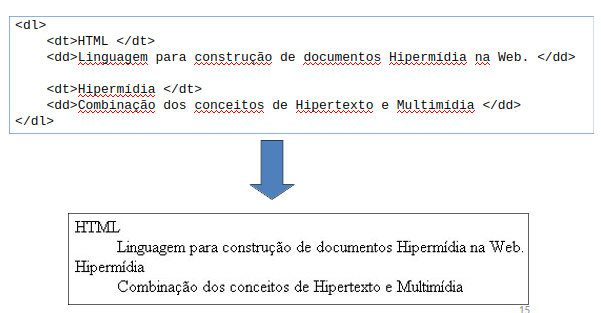 <dl>
<dt>HTML </dt>
<dd>Linguagem para construção de documentos Hipermídia na Web. </dd>
<dt>Hipermídia </dt>
<dd>Combinação dos conceitos de Hipertexto e Multimídia </dd>
</dl>
HTML
Linguagem para construção de documentos Hipermídia na Web.
Hipermídia
Combinação dos conceitos de Hipertexto e Multimídia
15